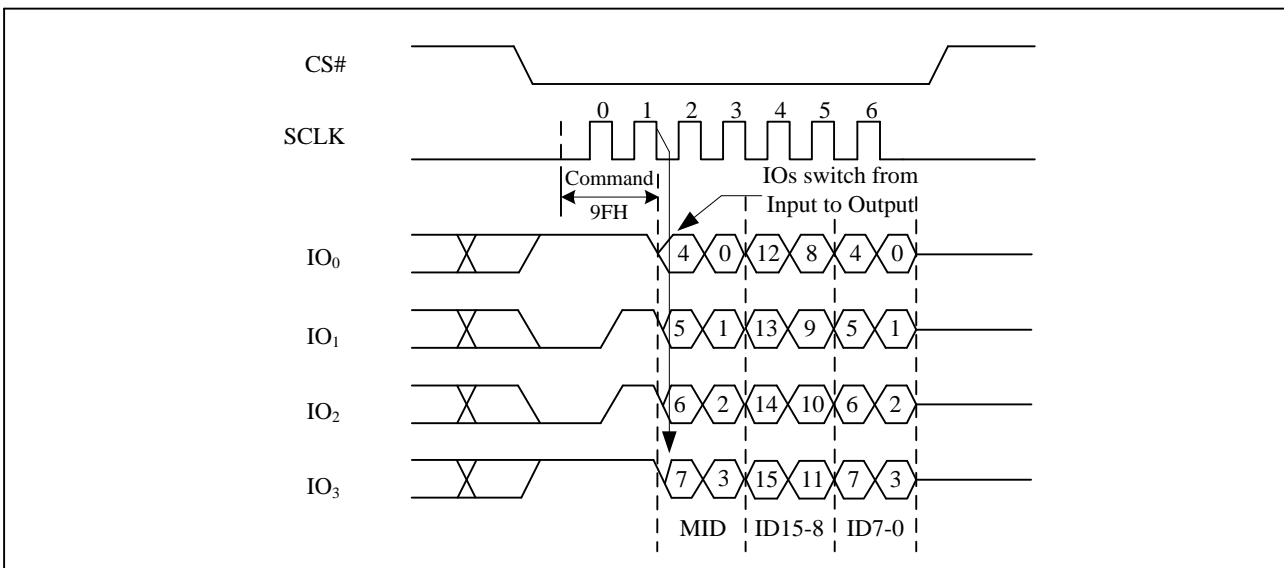 CS#
0 1 2 3 4 5 6
SCLK
Command
9FH
IOs switch from
Input to Output
IO0 4 0 12 8 4 0
IO1 5 1 13 9 5 1
IO2 6 2 14 10 6 2
IO3 7 3 15 11 7 3
MID ID15-8 ID7-0